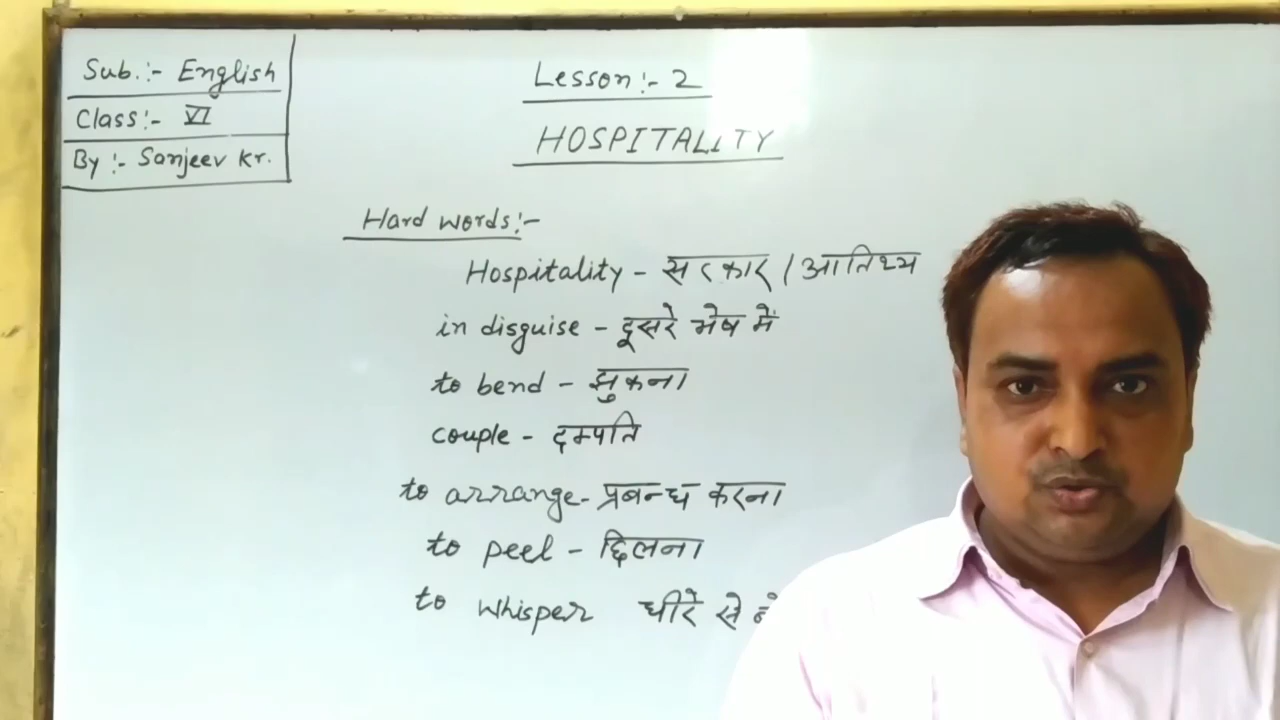 Sub.:- English
Class:- VI
By:- Sanjeev Kr.
Lesson:- 2
HOSPITALITY
Hard words:-
Hospitality - सत्कार / आतिथ्य
in disguise - दूसरे भेष में
to bend - झुकना
couple - दम्पति
to arrange - प्रबन्ध करना
to peel - छिलना
to whisper धीरे से